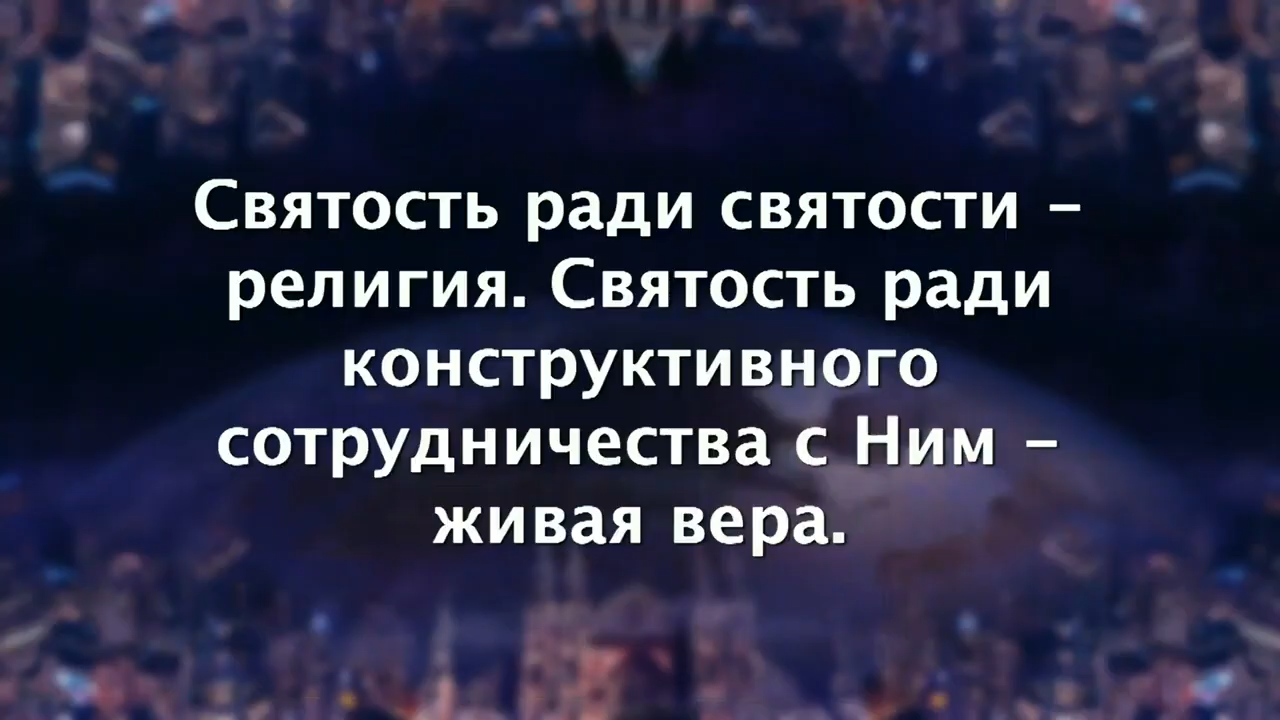 Святость ради святости –
религия. Святость ради
конструктивного
сотрудничества с Ним –
живая вера.